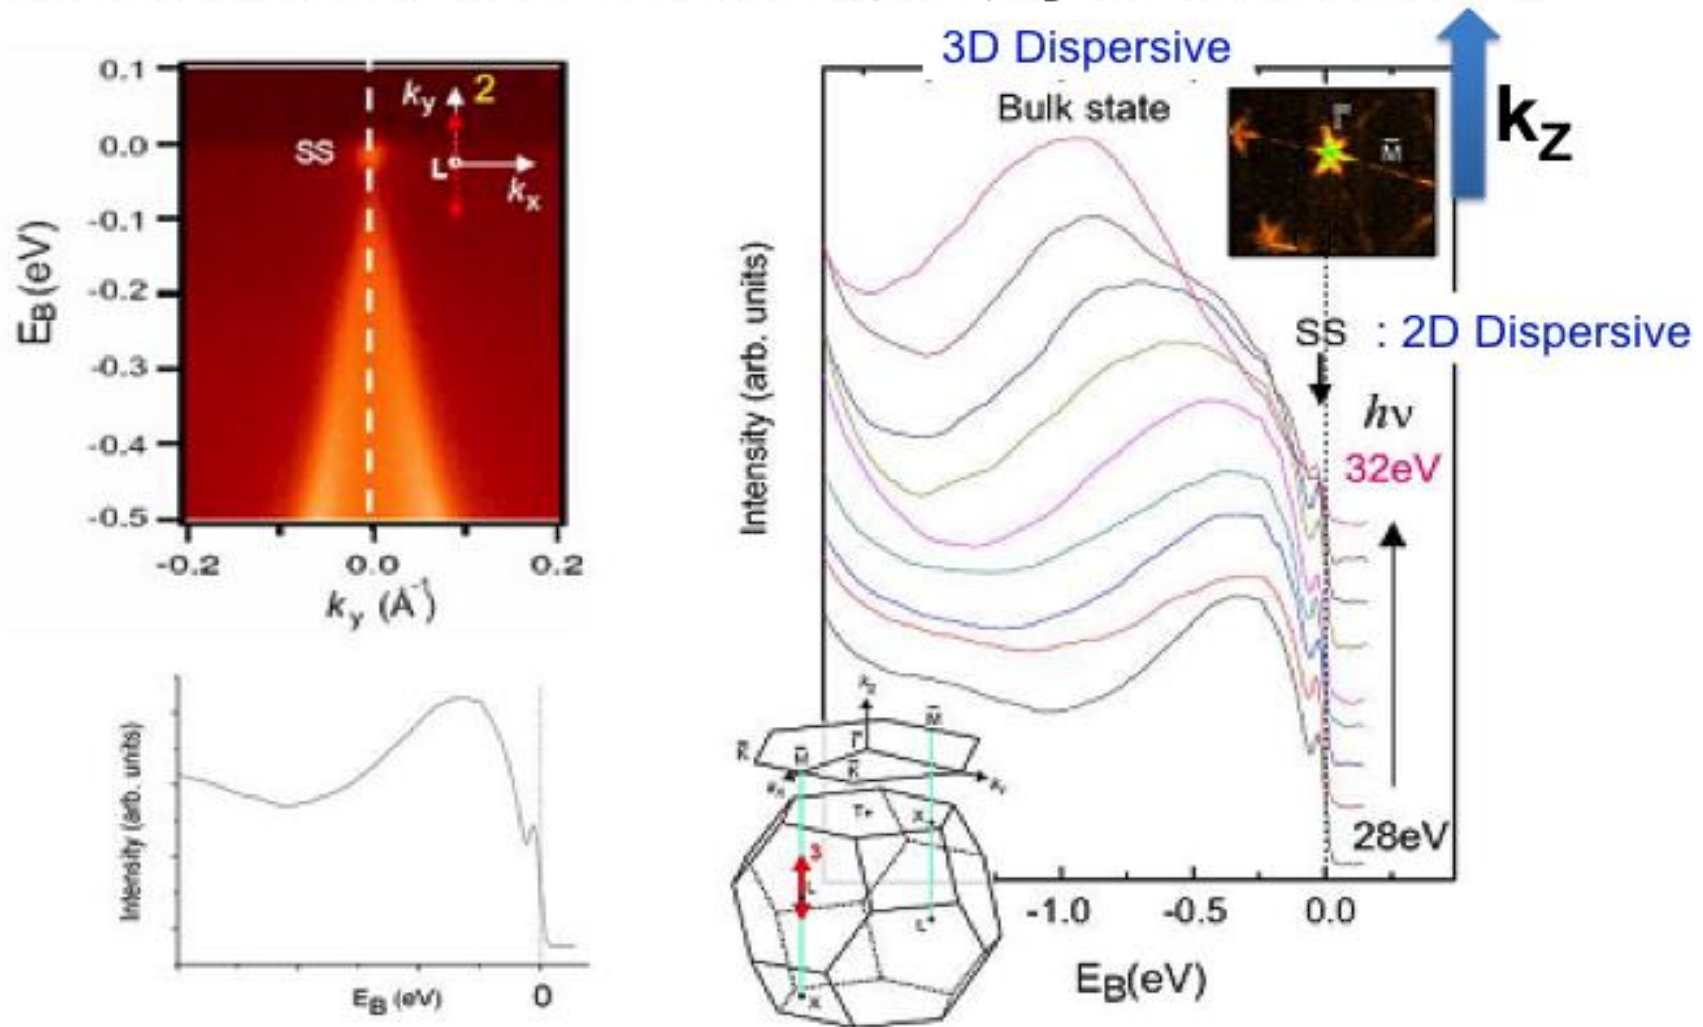 0.1
0.0
-0.1
-0.2
-0.3
-0.4
-0.5
E_B (eV)
k_y 2
SS
L
k_x
-0.2 0.0 0.2
k_y (Å⁻¹)
Intensity (arb. units)
E_B (eV) 0
3D Dispersive
Bulk state
Γ̅
M̅
k_Z
Intensity (arb. units)
SS : 2D Dispersive
hν
32eV
28eV
-1.0 -0.5 0.0
E_B(eV)
k_z
M̅
Γ̅
K̅
M̅
K̅
T
X
3
L
L
X